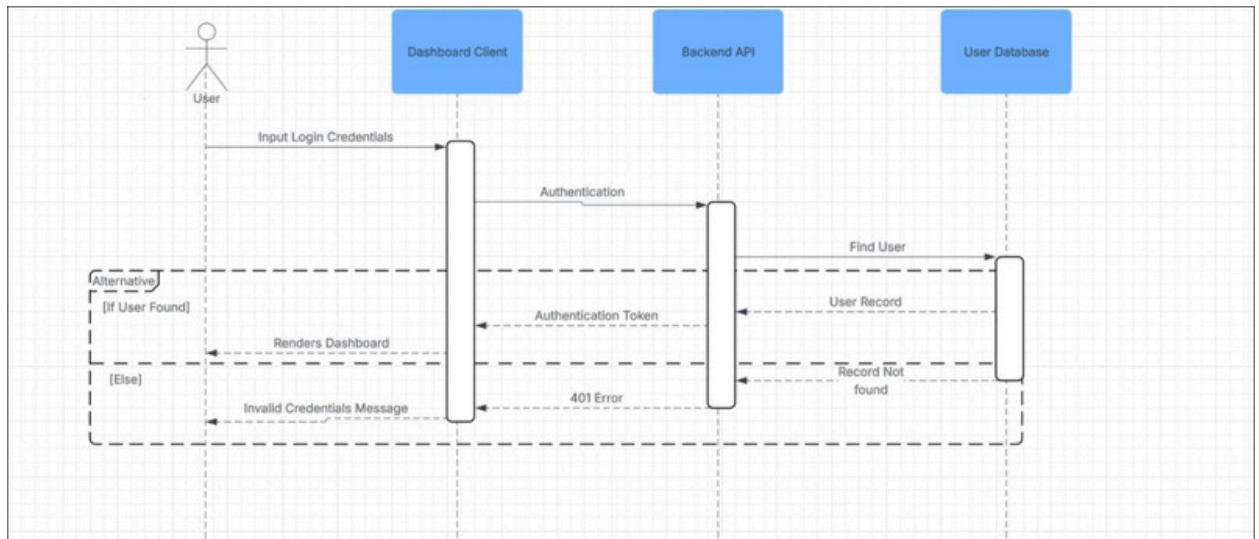 Dashboard Client
Backend API
User Database
User
Input Login Credentials
Authentication
Find User
Alternative
[If User Found]
User Record
Authentication Token
Renders Dashboard
[Else]
Record Not
found
401 Error
Invalid Credentials Message